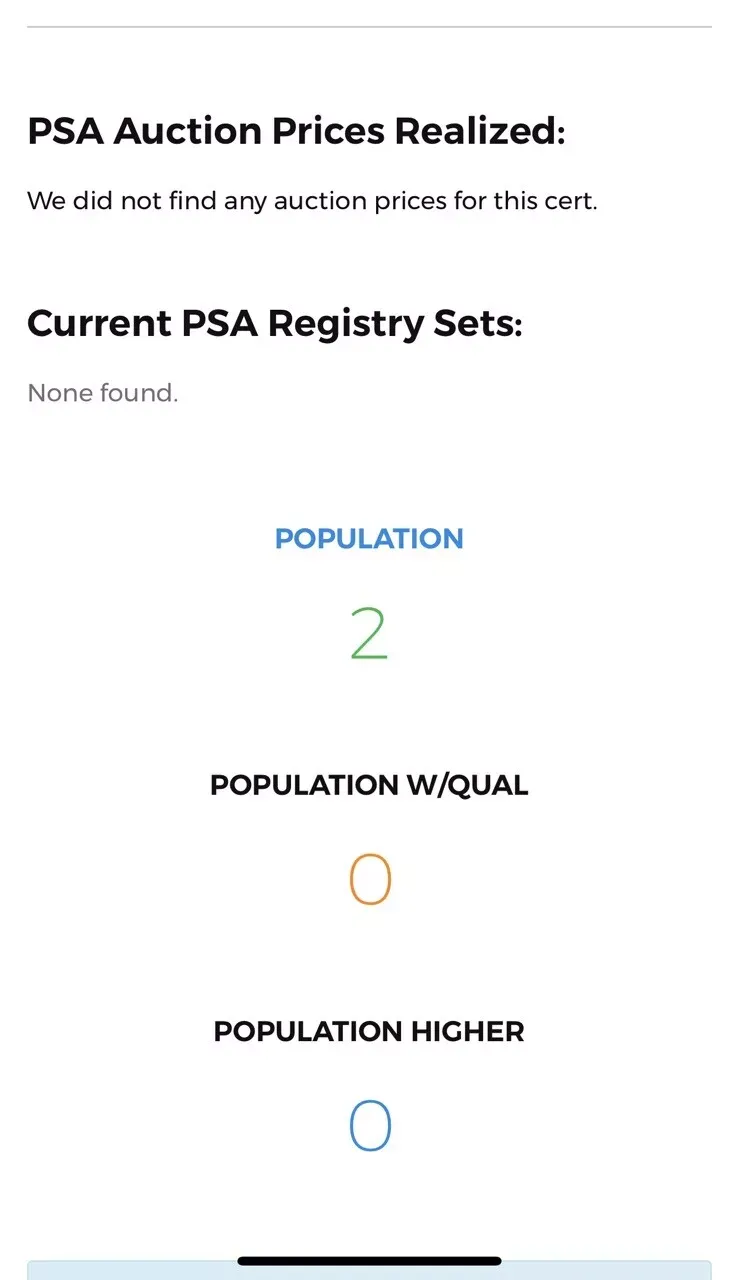 PSA Auction Prices Realized:
We did not find any auction prices for this cert.
Current PSA Registry Sets:
None found.
POPULATION
2
POPULATION W/QUAL
0
POPULATION HIGHER
0